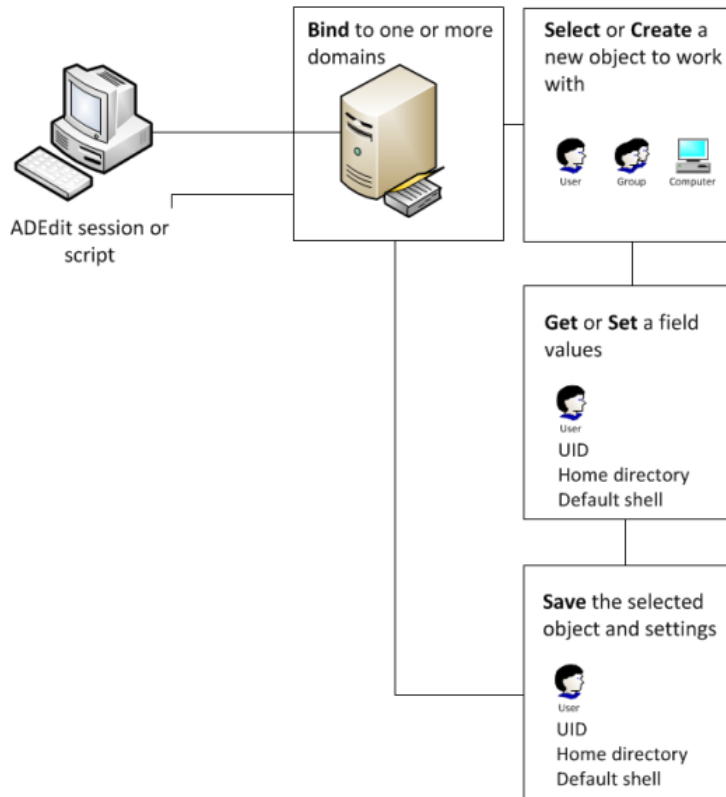 Bind to one or more
domains
Select or Create a
new object to work
with
User Group Computer
ADEdit session or
script
Get or Set a field
values
User
UID
Home directory
Default shell
Save the selected
object and settings
User
UID
Home directory
Default shell